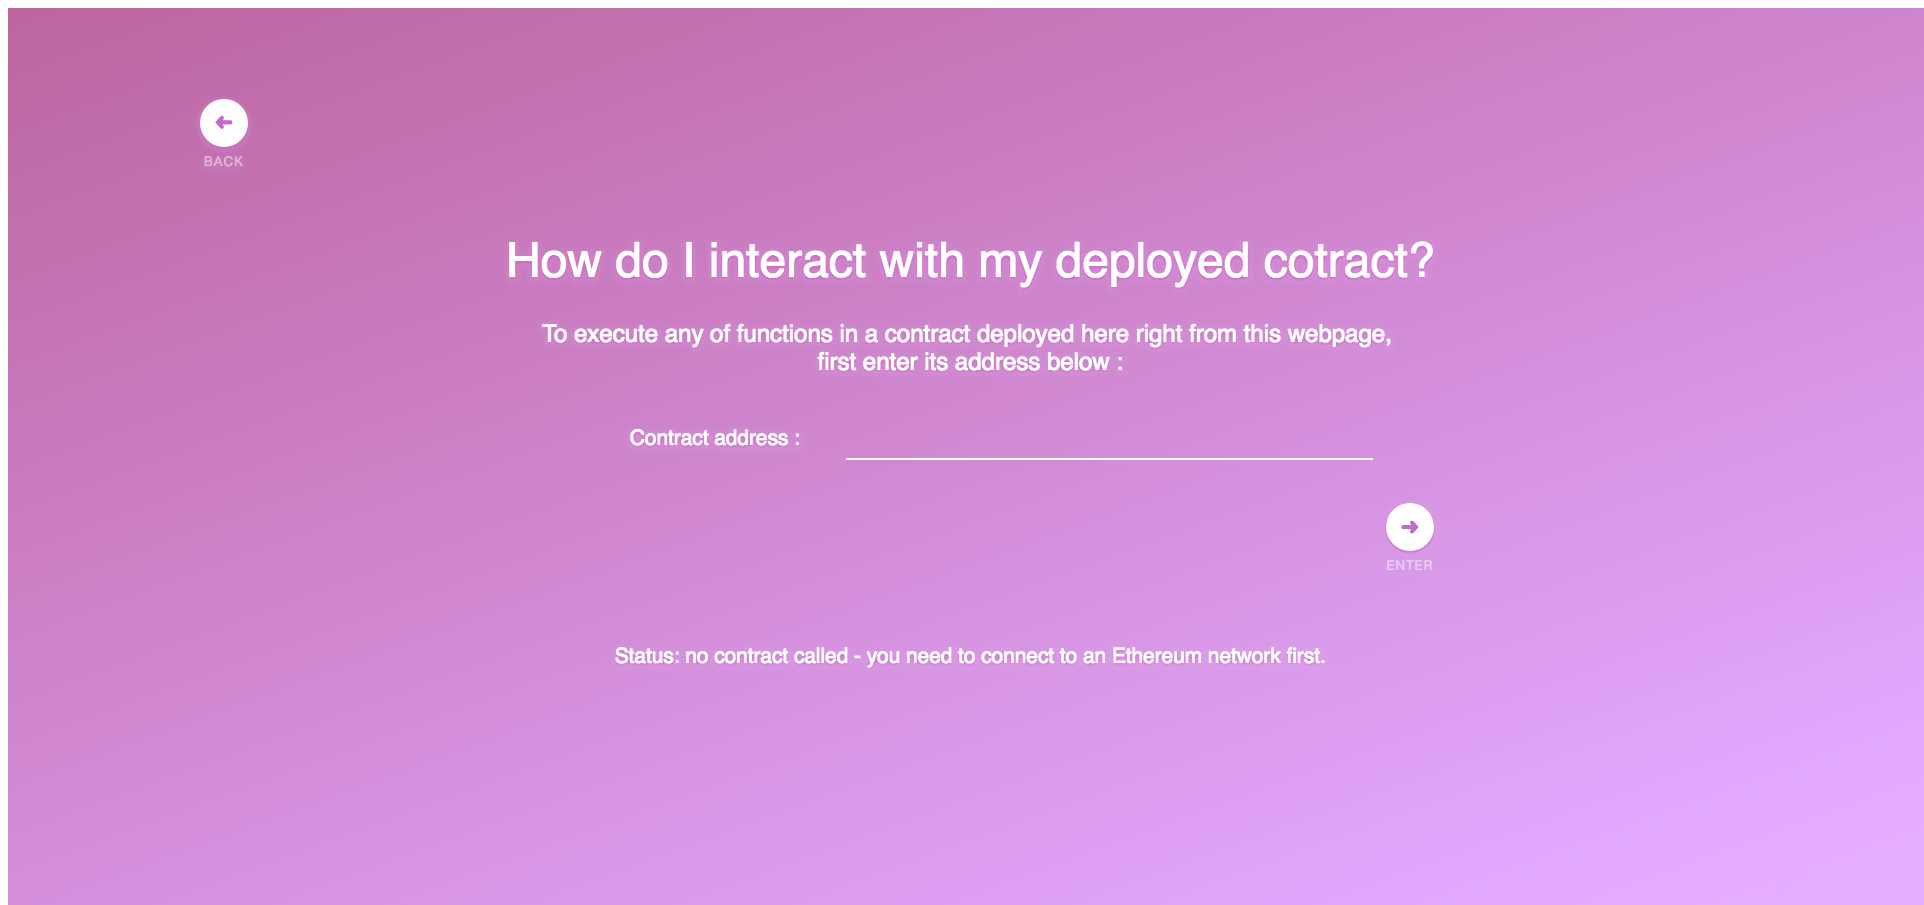 BACK
How do I interact with my deployed cotract?
To execute any of functions in a contract deployed here right from this webpage,
first enter its address below :
Contract address :
ENTER
Status: no contract called - you need to connect to an Ethereum network first.